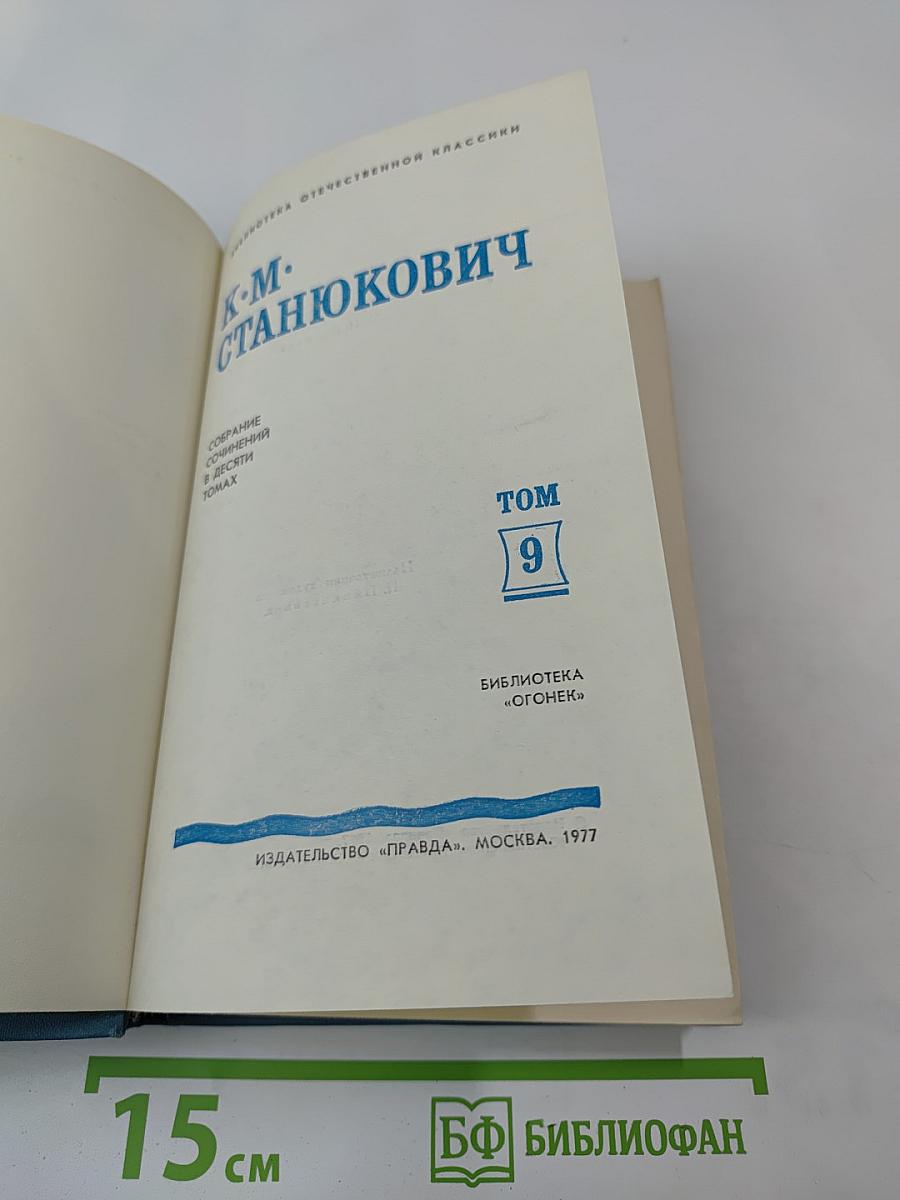 БИБЛИОТЕКА ОТЕЧЕСТВЕННОЙ КЛАССИКИ
К·М·
СТАНЮКОВИЧ
СОБРАНИЕ
СОЧИНЕНИЙ
В ДЕСЯТИ
ТОМАХ
ТОМ
9
БИБЛИОТЕКА
«ОГОНЕК»
ИЗДАТЕЛЬСТВО «ПРАВДА». МОСКВА. 1977
15 см
БФ БИБЛИОФАН